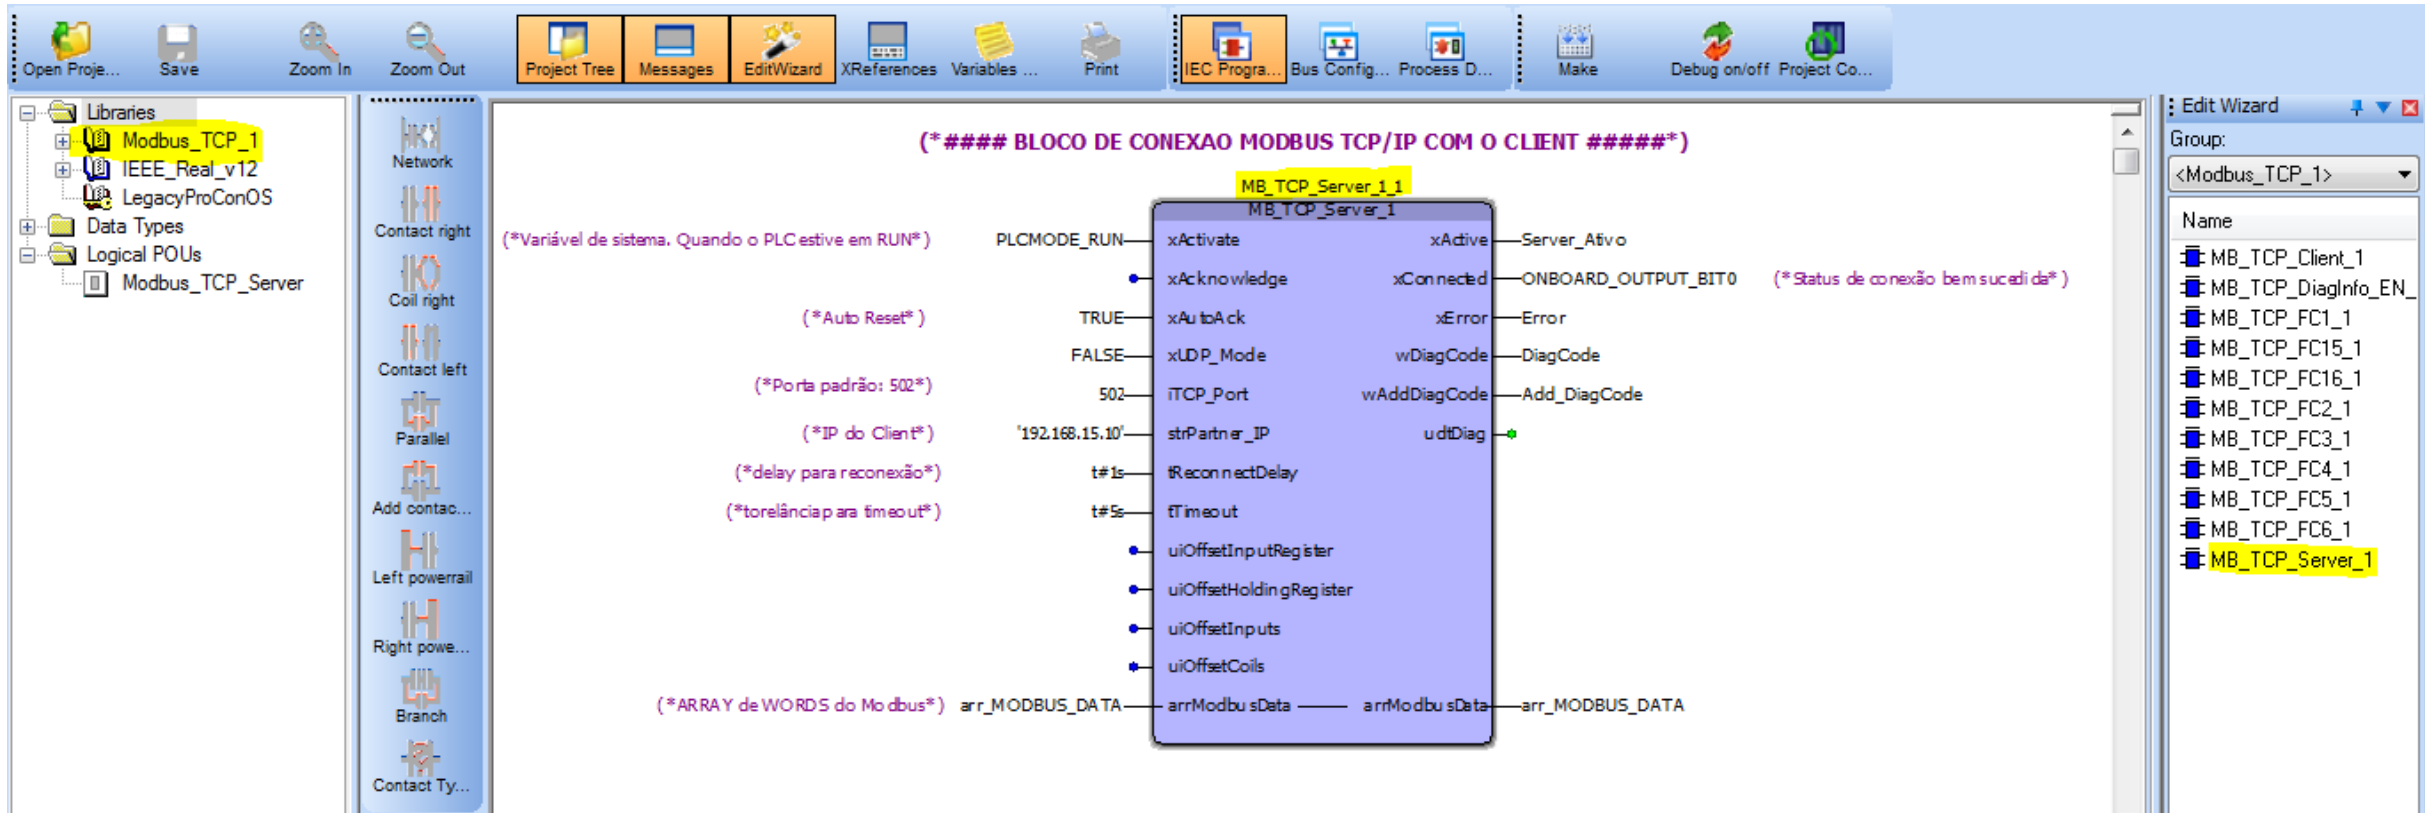 Open Proje... Save Zoom In Zoom Out Project Tree Messages EditWizard XReferences Variables ... Print IEC Progra... Bus Config... Process D... Make Debug on/off Project Co...
Libraries
Modbus_TCP_1
IEEE_Real_v12
LegacyProConOS
Data Types
Logical POUs
Modbus_TCP_Server
Network
Contact right
Coil right
Contact left
Parallel
Add contac...
Left powerrail
Right powe...
Branch
Contact Ty...
(*#### BLOCO DE CONEXAO MODBUS TCP/IP COM O CLIENT #####*)
MB_TCP_Server_1_1
MB_TCP_Server_1
(*Variável de sistema. Quando o PLC estive em RUN*) PLCMODE_RUN xActivate xActive Server_Ativo
xAcknowledge xConnected ONBOARD_OUTPUT_BIT0 (*Status de conexão bem sucedida*)
(*Auto Reset*) TRUE xAutoAck xError Error
FALSE xUDP_Mode wDiagCode DiagCode
(*Porta padrão: 502*) 502 iTCP_Port wAddDiagCode Add_DiagCode
(*IP do Client*) '192.168.15.10' strPartner_IP udtDiag
(*delay para reconexão*) t#1s tReconnectDelay
(*torelância para timeout*) t#5s tTimeout
uiOffsetInputRegister
uiOffsetHoldingRegister
uiOffsetInputs
uiOffsetCoils
(*ARRAY de WORDS do Modbus*) arr_MODBUS_DATA arrModbusData arrModbusData arr_MODBUS_DATA
Edit Wizard
Group:
<Modbus_TCP_1>
Name
MB_TCP_Client_1
MB_TCP_DiagInfo_EN_
MB_TCP_FC1_1
MB_TCP_FC15_1
MB_TCP_FC16_1
MB_TCP_FC2_1
MB_TCP_FC3_1
MB_TCP_FC4_1
MB_TCP_FC5_1
MB_TCP_FC6_1
MB_TCP_Server_1